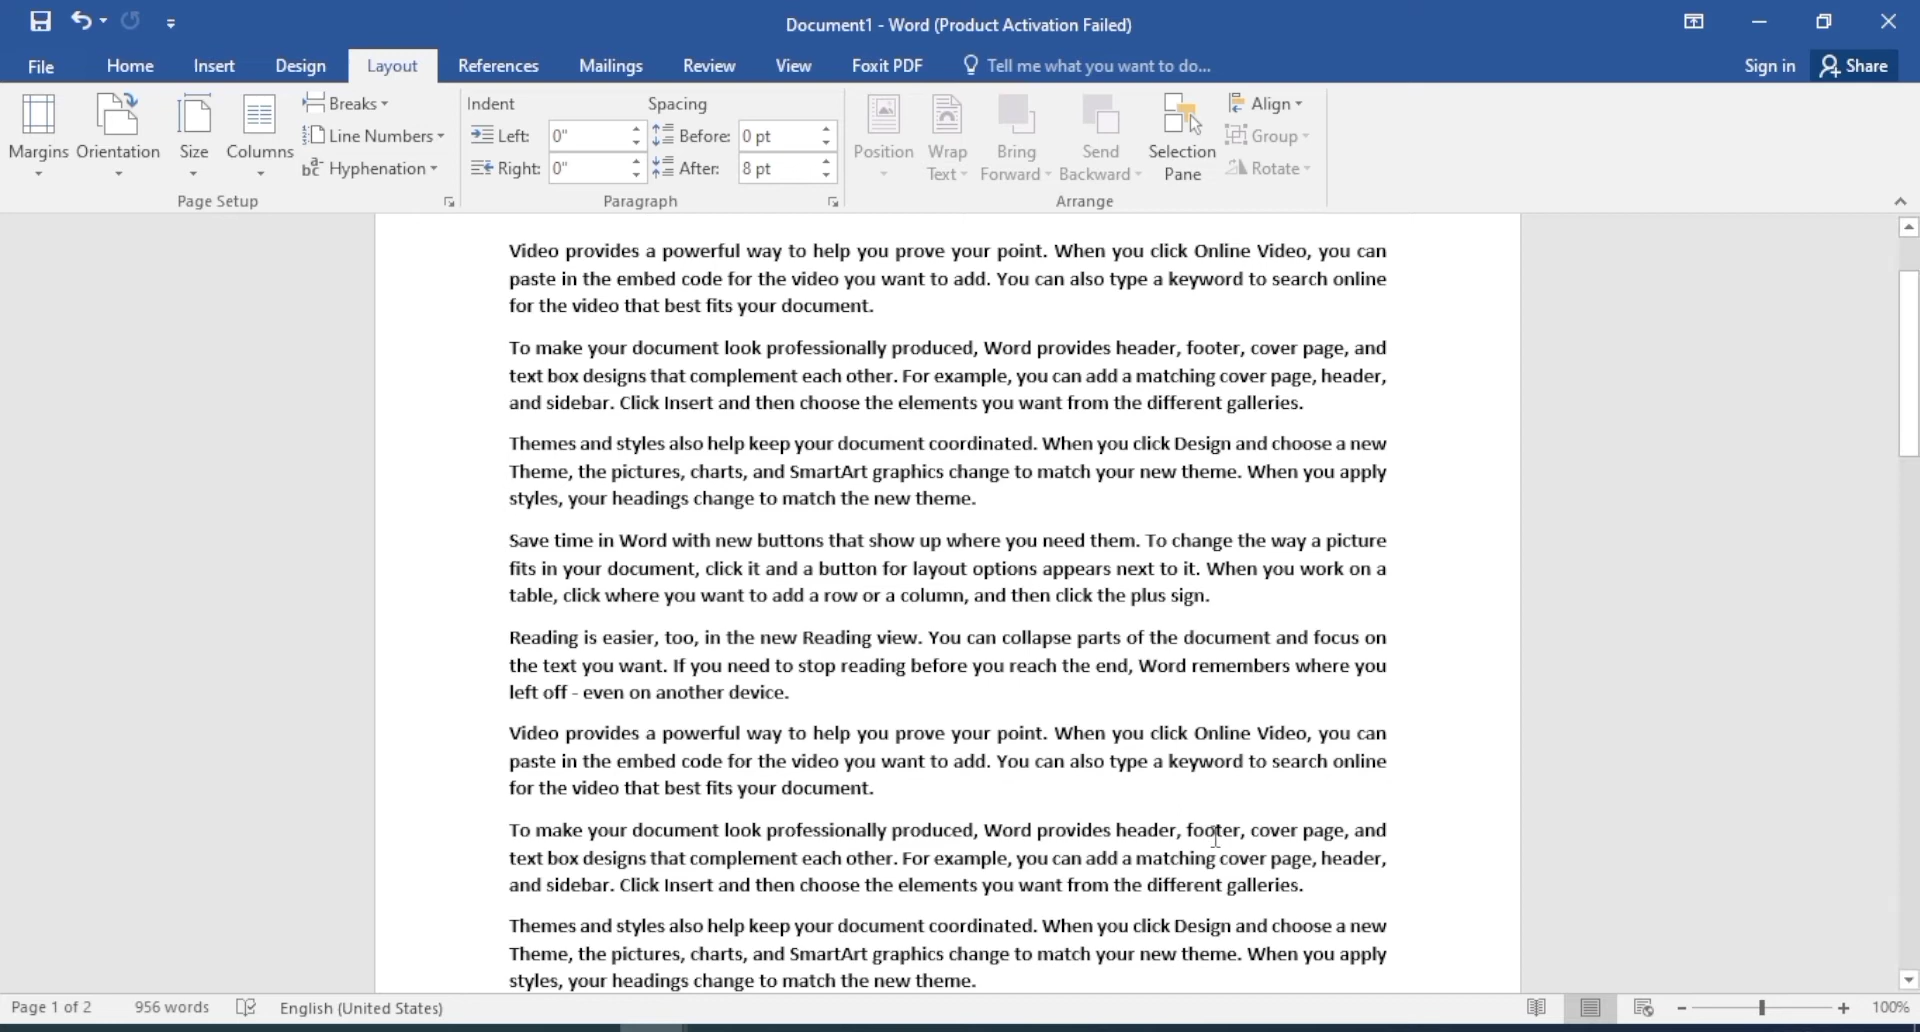 Document1 - Word (Product Activation Failed)
File Home Insert Design Layout References Mailings Review View Foxit PDF Tell me what you want to do... Sign in Share
Margins Orientation Size Columns
Breaks
Line Numbers
Hyphenation
Page Setup
Indent
Left: 0"
Right: 0"
Spacing
Before: 0 pt
After: 8 pt
Paragraph
Position
Wrap
Text
Bring
Forward
Send
Backward
Selection
Pane
Align
Group
Rotate
Arrange
Video provides a powerful way to help you prove your point. When you click Online Video, you can
paste in the embed code for the video you want to add. You can also type a keyword to search online
for the video that best fits your document.
To make your document look professionally produced, Word provides header, footer, cover page, and
text box designs that complement each other. For example, you can add a matching cover page, header,
and sidebar. Click Insert and then choose the elements you want from the different galleries.
Themes and styles also help keep your document coordinated. When you click Design and choose a new
Theme, the pictures, charts, and SmartArt graphics change to match your new theme. When you apply
styles, your headings change to match the new theme.
Save time in Word with new buttons that show up where you need them. To change the way a picture
fits in your document, click it and a button for layout options appears next to it. When you work on a
table, click where you want to add a row or a column, and then click the plus sign.
Reading is easier, too, in the new Reading view. You can collapse parts of the document and focus on
the text you want. If you need to stop reading before you reach the end, Word remembers where you
left off - even on another device.
Video provides a powerful way to help you prove your point. When you click Online Video, you can
paste in the embed code for the video you want to add. You can also type a keyword to search online
for the video that best fits your document.
To make your document look professionally produced, Word provides header, footer, cover page, and
text box designs that complement each other. For example, you can add a matching cover page, header,
and sidebar. Click Insert and then choose the elements you want from the different galleries.
Themes and styles also help keep your document coordinated. When you click Design and choose a new
Theme, the pictures, charts, and SmartArt graphics change to match your new theme. When you apply
styles, your headings change to match the new theme.
Page 1 of 2 956 words English (United States) 100%